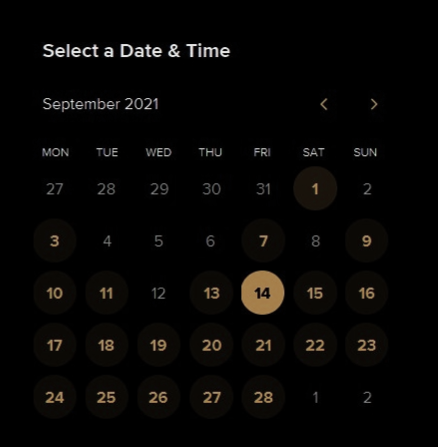 Select a Date & Time
September 2021
MON TUE WED THU FRI SAT SUN
27 28 29 30 31 1 2
3 4 5 6 7 8 9
10 11 12 13 14 15 16
17 18 19 20 21 22 23
24 25 26 27 28 1 2